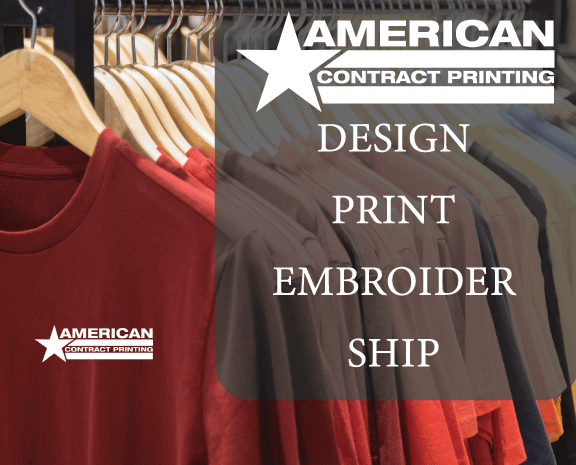 AMERICAN
CONTRACT PRINTING
DESIGN
PRINT
EMBROIDER
SHIP
AMERICAN
CONTRACT PRINTING